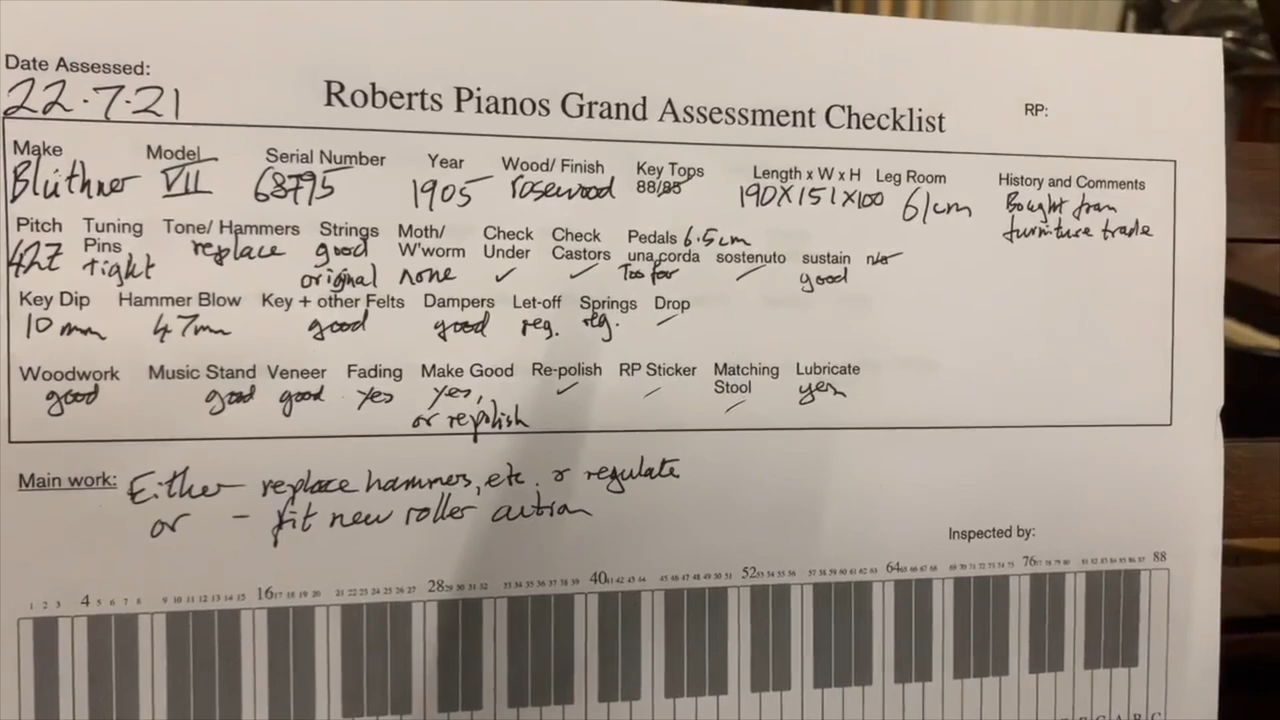 Date Assessed:
22.7.21
Roberts Pianos Grand Assessment Checklist
RP:
Make Model Serial Number Year Wood/ Finish Key Tops Length x W x H Leg Room History and Comments
Blüthner VII 68795 1905 rosewood 88/85 190X151X100 61cm Bought from
furniture trade
Pitch Tuning Pins Tone/ Hammers Strings Moth/ W'worm Check Under Check Castors Pedals 6.5cm
una corda sostenuto sustain
427 tight replace good original none ✓ ✓ Too far good
Key Dip Hammer Blow Key + other Felts Dampers Let-off Springs Drop
10mm 47mm good good reg. reg.
Woodwork Music Stand Veneer Fading Make Good Re-polish RP Sticker Matching Stool Lubricate
good good good yes yes, or repolish ✓ yes
Main work: Either replace hammers, etc. & regulate
or - fit new roller action
Inspected by:
1 2 3 4 5 6 7 8 9 10 11 12 13 14 15 16 17 18 19 20 21 22 23 24 25 26 27 28 29 30 31 32 33 34 35 36 37 38 39 40 41 42 43 44 45 46 47 48 49 50 51 52 53 54 55 56 57 58 59 60 61 62 63 64 65 66 67 68 69 70 71 72 73 74 75 76 77 78 79 80 81 82 83 84 85 86 87 88